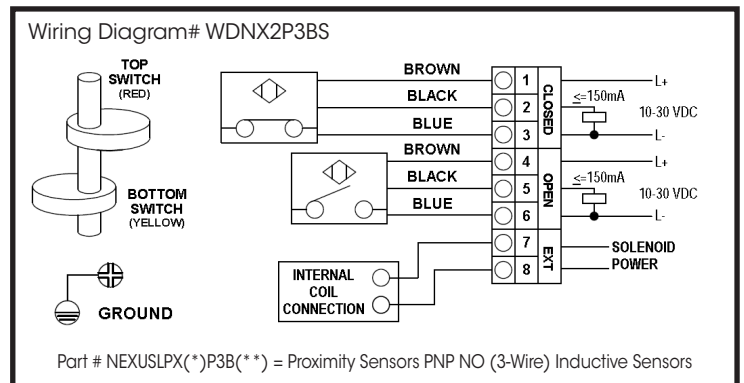 Wiring Diagram# WDNX2P3BS
TOP
SWITCH
(RED)
BOTTOM
SWITCH
(YELLOW)
GROUND
BROWN
BLACK
BLUE
BROWN
BLACK
BLUE
INTERNAL
COIL
CONNECTION
1
2
3
4
5
6
7
8
CLOSED
OPEN
EXT
L+
<=150mA
10-30 VDC
L-
L+
<=150mA
10-30 VDC
L-
SOLENOID
POWER
Part # NEXUSLPX(*)P3B(**) = Proximity Sensors PNP NO (3-Wire) Inductive Sensors